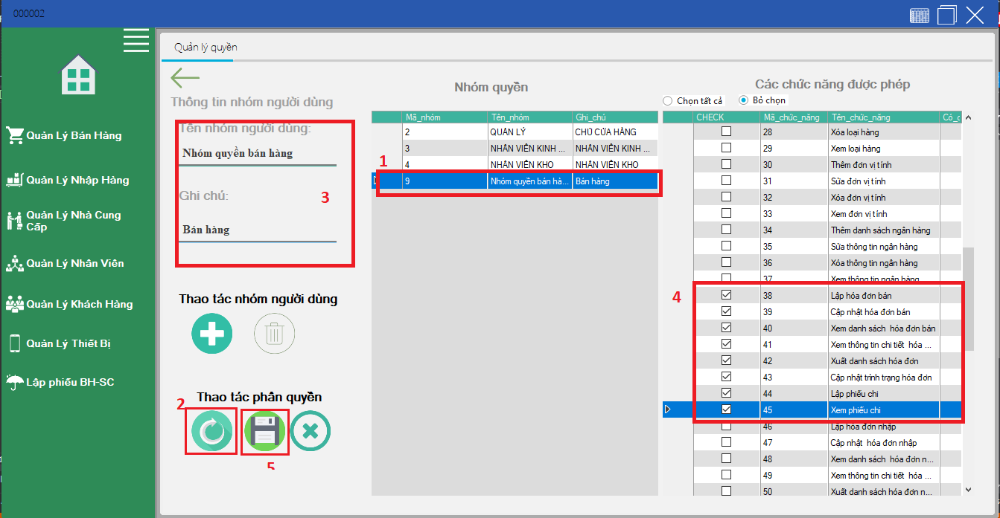 000002
Quản lý quyền
Quản Lý Bán Hàng
Quản Lý Nhập Hàng
Quản Lý Nhà Cung
Cấp
Quản Lý Nhân Viên
Quản Lý Khách Hàng
Quản Lý Thiết Bị
Lập phiếu BH-SC
Thông tin nhóm người dùng
Tên nhóm người dùng:
Nhóm quyền bán hàng
Ghi chú:
3
Bán hàng
Thao tác nhóm người dùng
Thao tác phân quyền
2
5
Nhóm quyền
Mã_nhóm Tên_nhóm Ghi_chú
2 QUẢN LÝ CHỦ CỬA HÀNG
3 NHÂN VIÊN KINH ... NHÂN VIÊN KINH ...
4 NHÂN VIÊN KHO NHÂN VIÊN KHO
1
9 Nhóm quyền bán hà... Bán hàng
Các chức năng được phép
Chọn tất cả Bỏ chọn
CHECK Mã_chức_năng Tên_chức_năng Có_
28 Xóa loại hàng
29 Xem loại hàng
30 Thêm đơn vị tính
31 Sửa đơn vị tính
32 Xóa đơn vị tính
33 Xem đơn vị tính
34 Thêm danh sách ngân hàng
35 Sửa thông tin ngân hàng
36 Xóa thông tin ngân hàng
37 Xem thông tin ngân hàng
4
38 Lập hóa đơn bán
39 Cập nhật hóa đơn bán
40 Xem danh sách hóa đơn bán
41 Xem thông tin chi tiết hóa ...
42 Xuất danh sách hóa đơn
43 Cập nhật trình trạng hóa đơn
44 Lập phiếu chi
45 Xem phiếu chi
46 Lập hóa đơn nhập
47 Cập nhật hóa đơn nhập
48 Xem danh sách hóa đơn n...
49 Xem thông tin chi tiết hóa ...
50 Xuất danh sách hóa đơn n...